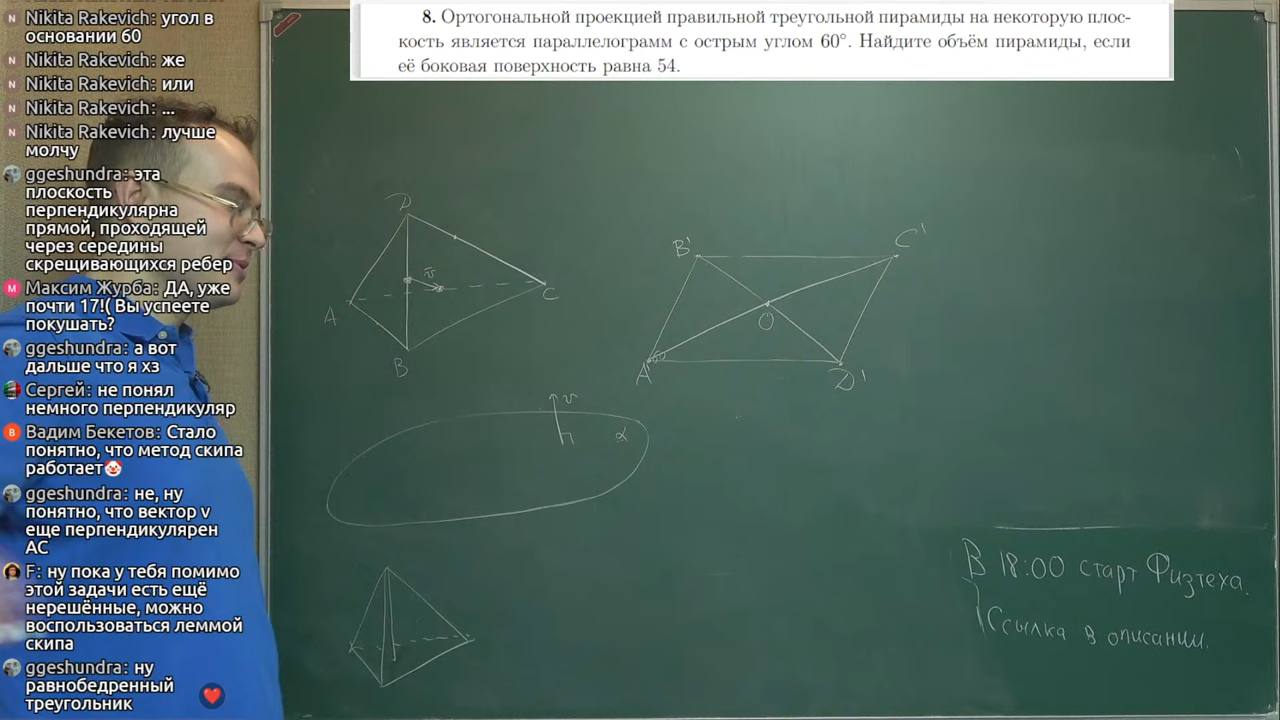 8. Ортогональной проекцией правильной треугольной пирамиды на некоторую плос-
кость является параллелограмм с острым углом 60°. Найдите объём пирамиды, если
её боковая поверхность равна 54.
Nikita Rakevich: угол в
основании 60
N Nikita Rakevich: же
N Nikita Rakevich: или
N Nikita Rakevich: ...
N Nikita Rakevich: лучше
молчу
ggeshundra: эта
плоскость
перпендикулярна
прямой, проходящей
через середины
скрещивающихся ребер
М Максим Журба: ДА, уже
почти 17!( Вы успеете
покушать?
ggeshundra: а вот
дальше что я хз
Сергей: не понял
немного перпендикуляр
В Вадим Бекетов: Стало
понятно, что метод скипа
работает🤡
ggeshundra: не, ну
понятно, что вектор v
еще перпендикулярен
АС
F: ну пока у тебя помимо
этой задачи есть ещё
нерешённые, можно
воспользоваться леммой
скипа
ggeshundra: ну
равнобедренный
треугольник
D
v
A
C
B
B'
C'
O
60
A'
D'
v
α
В 18:00 старт Физтеха.
Ссылка в описании.